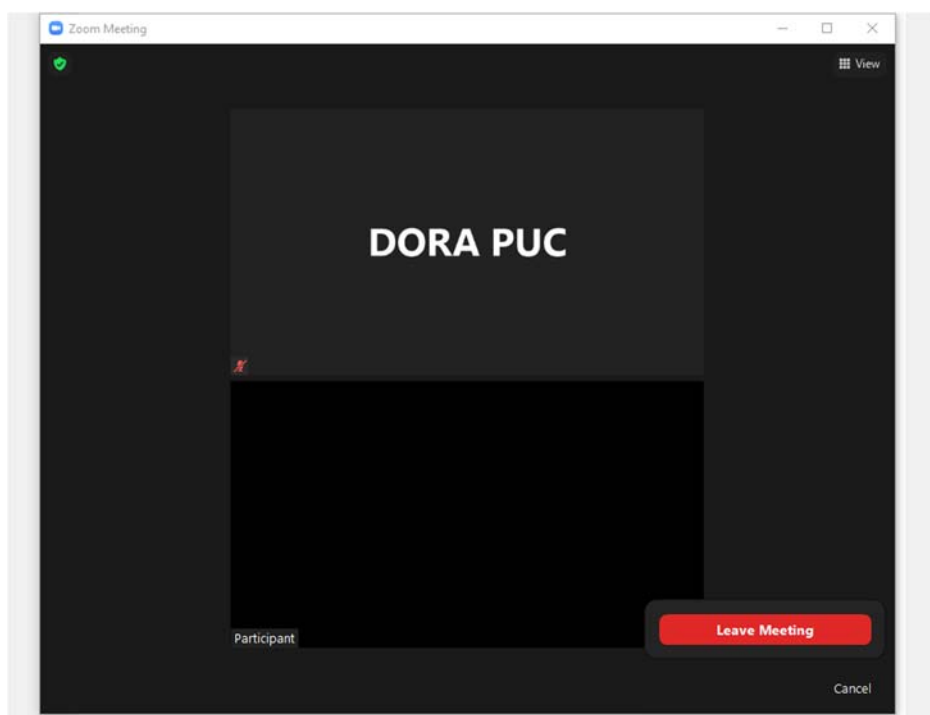 Zoom Meeting
View
DORA PUC
Participant
Leave Meeting
Cancel